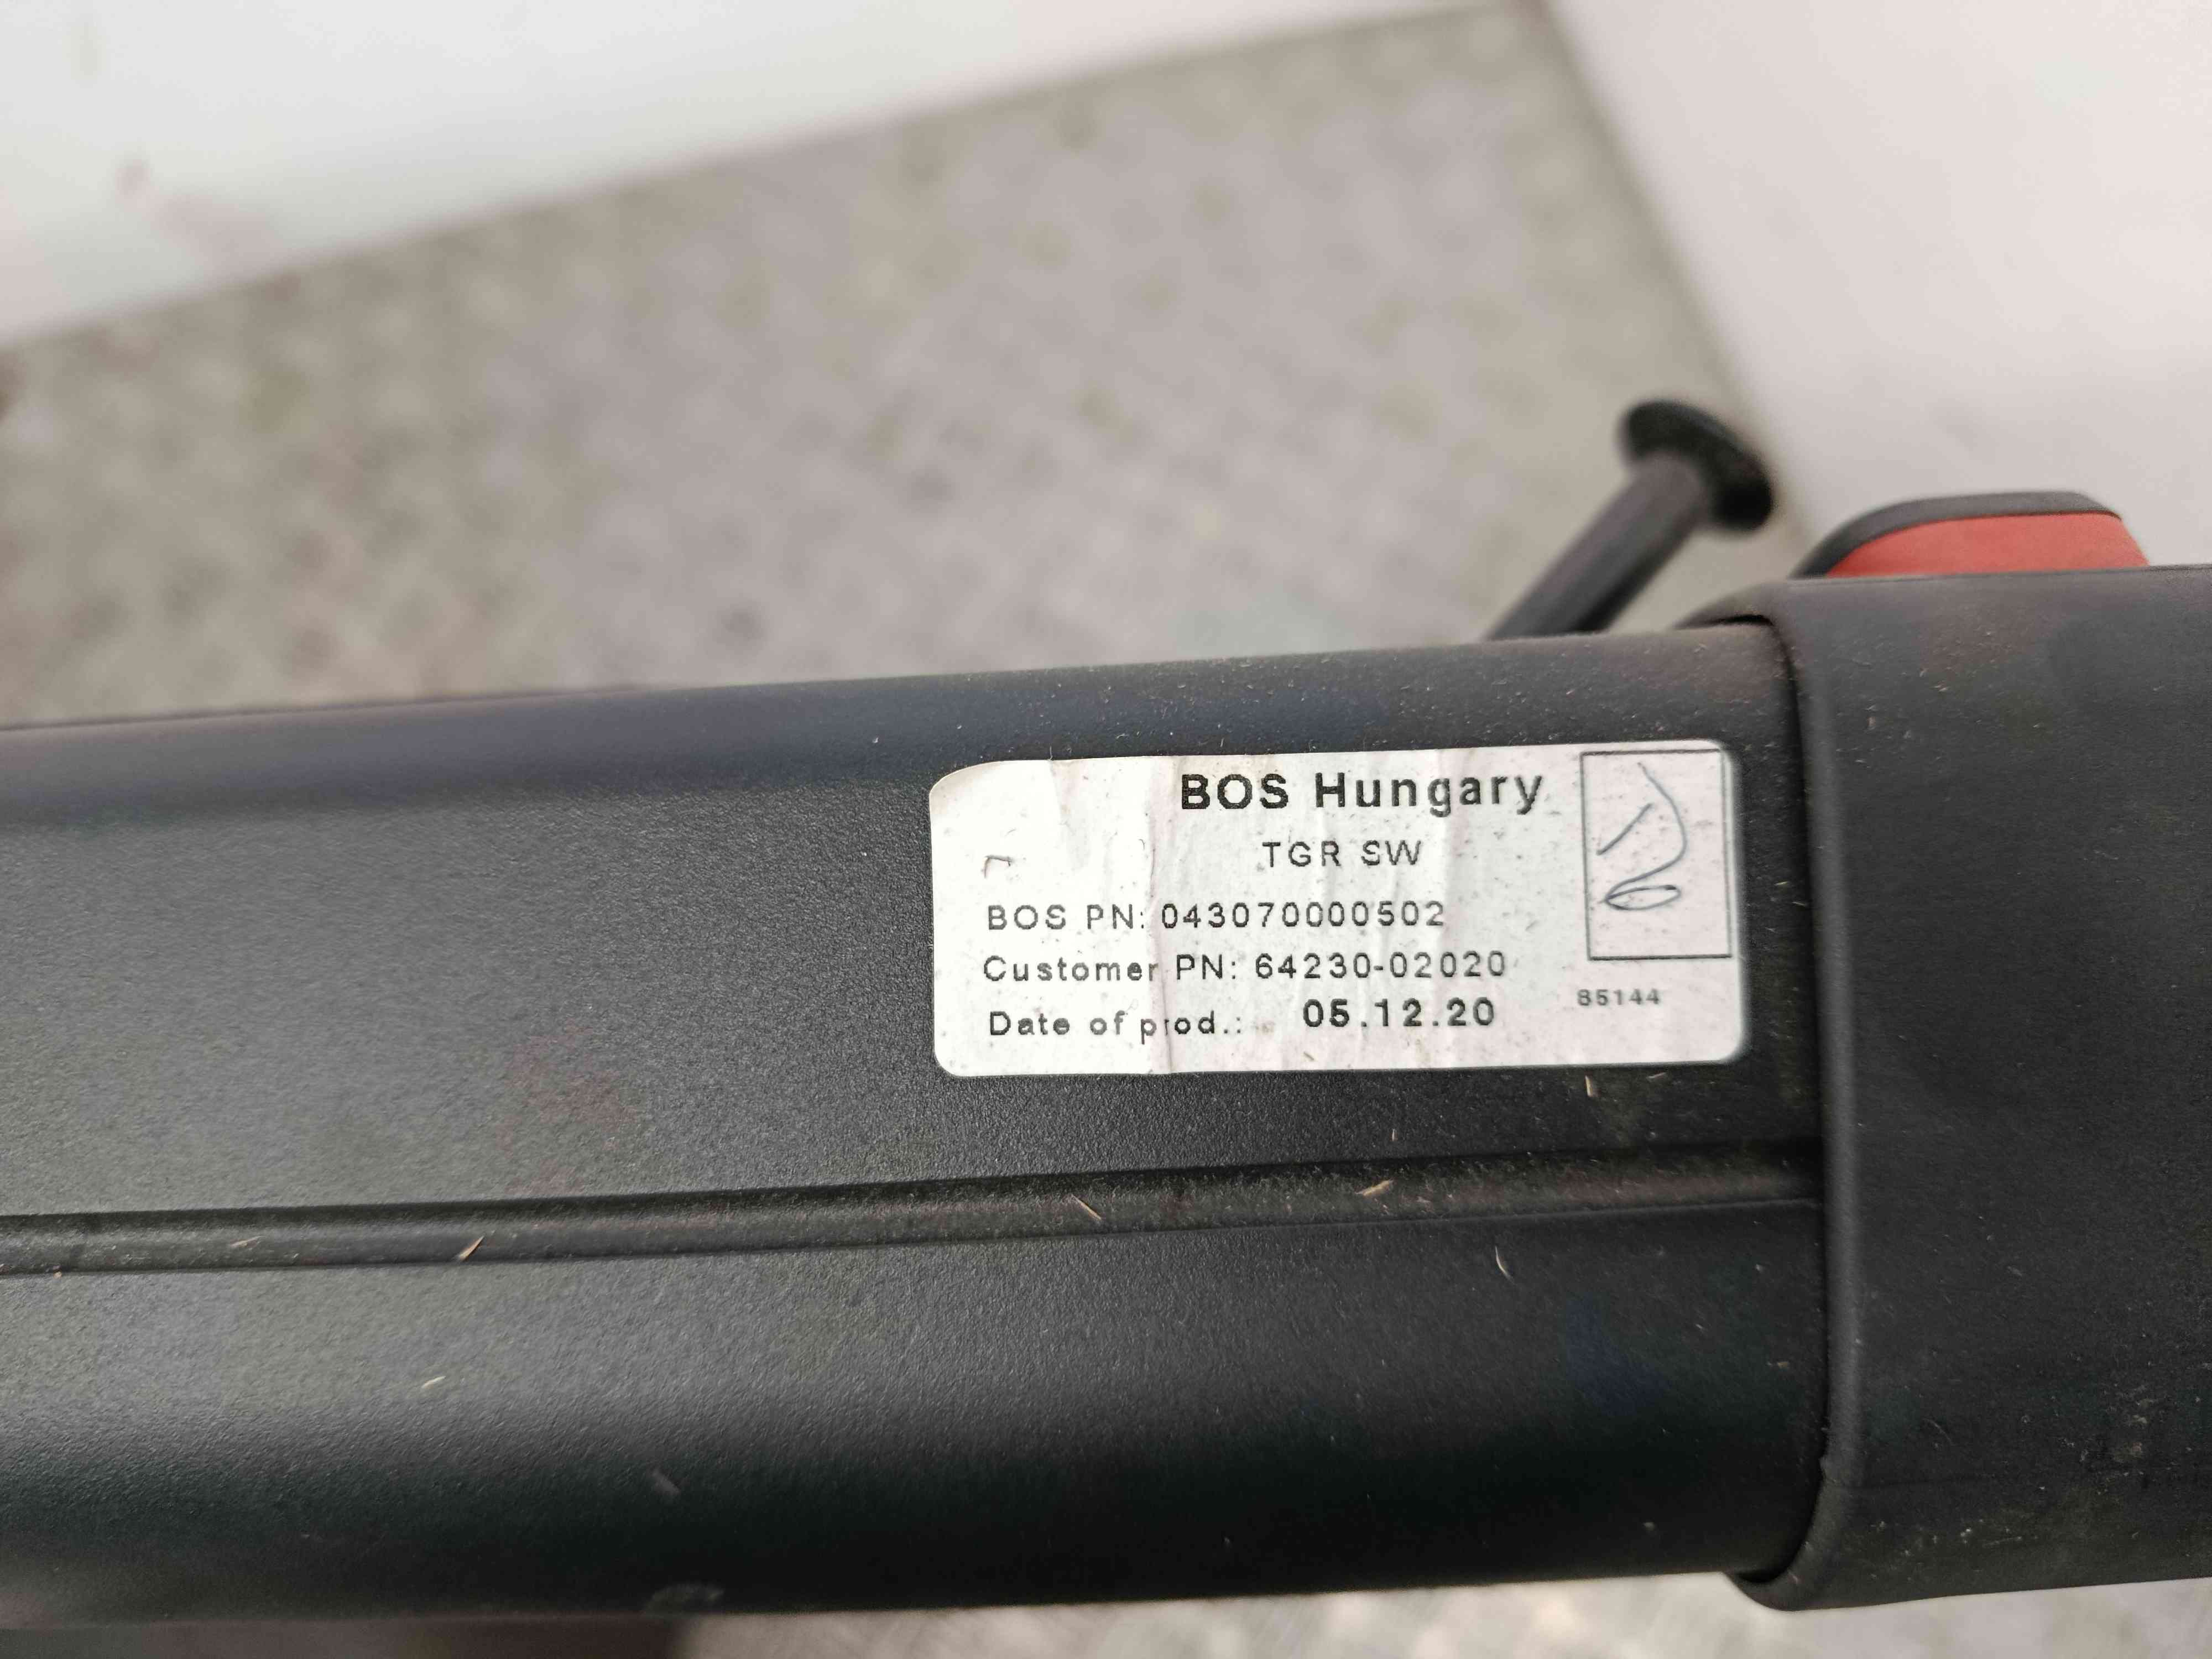 BOS Hungary
TGR SW
BOS PN: 043070000502
Customer PN: 64230-02020
Date of prod.: 05.12.20
85144